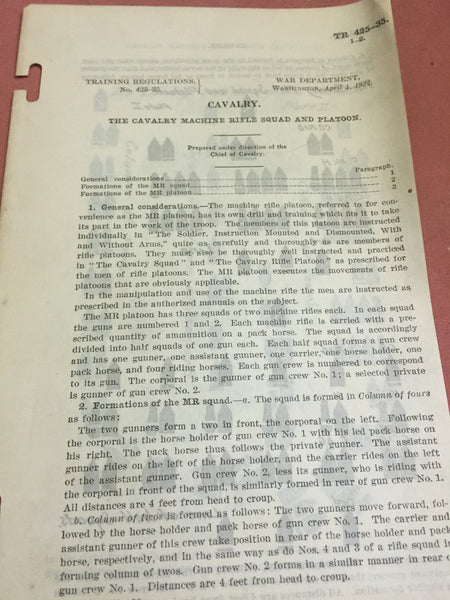 TR 425-35.
1-2.
TRAINING REGULATIONS,
No. 425-35.
WAR DEPARTMENT,
WASHINGTON, April 4, 1922.
CAVALRY.
THE CAVALRY MACHINE RIFLE SQUAD AND PLATOON.
Prepared under direction of the
Chief of Cavalry.
Paragraph.
General considerations 1
Formations of the MR squad 2
Formations of the MR platoon 3
1. General considerations.—The machine rifle platoon, referred to for con-
venience as the MR platoon, has its own drill and training which fits it to take
its part in the work of the troop. The members of this platoon are instructed
individually in "The Soldier, Instruction Mounted and Dismounted, With
and Without Arms," quite as carefully and thoroughly as are members of
rifle platoons. They must also be thoroughly well instructed and practiced
in "The Cavalry Squad" and "The Cavalry Rifle Platoon" as prescribed for
the men of rifle platoons. The MR platoon executes the movements of rifle
platoons that are obviously applicable.
In the manipulation and use of the machine rifle the men are instructed as
prescribed in the authorized manuals on the subject.
The MR platoon has three squads of two machine rifles each. In each squad
the guns are numbered 1 and 2. Each machine rifle is carried with a pre-
scribed quantity of ammunition on a pack horse. The squad is accordingly
divided into half squads of one gun each. Each half squad forms a gun crew
and has one gunner, one assistant gunner, one carrier, one horse holder, one
pack horse, and four riding horses. Each gun crew is numbered to correspond
to its gun. The corporal is the gunner of gun crew No. 1; a selected private
is gunner of gun crew No. 2.
2. Formations of the MR squad.—a. The squad is formed in Column of fours
as follows:
The two gunners form a two in front, the corporal on the left. Following
the corporal is the horse holder of gun crew No. 1 with his led pack horse on
his right. The pack horse thus follows the private gunner. The assistant
gunner rides on the left of the horse holder, and the carrier rides on the left
of the assistant gunner. Gun crew No. 2, less its gunner, who is riding with
the corporal in front of the squad, is similarly formed in rear of gun crew No. 1.
All distances are 4 feet from head to croup.
b. Column of twos is formed as follows: The two gunners move forward, fol-
lowed by the horse holder and pack horse of gun crew No. 1. The carrier and
assistant gunner of this crew take position in rear of the horse holder and pack
horse, respectively, and in the same way as do Nos. 4 and 3 of a rifle squad in
forming column of twos. Gun crew No. 2 forms in a similar manner in rear of
gun crew No. 1. Distances are 4 feet from head to croup.